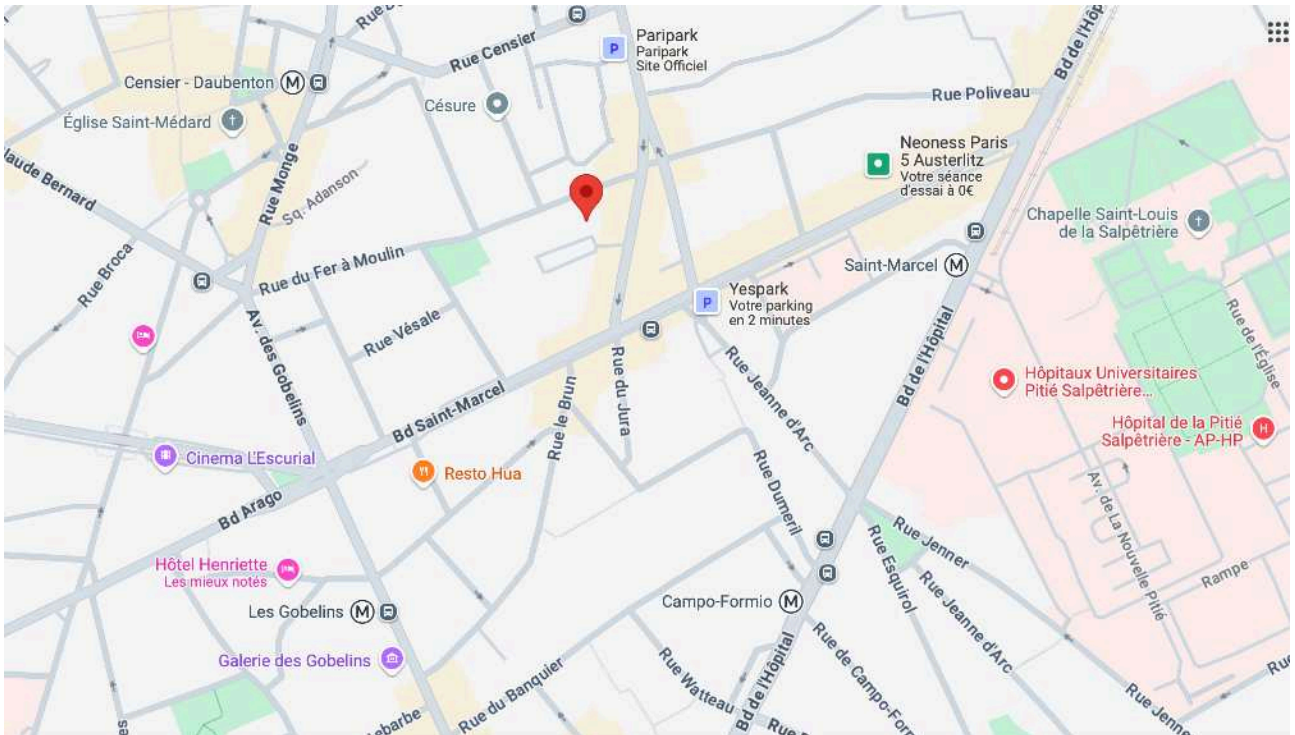 Rue D
Bd de l'Hôp
Paripark
Paripark
Site Officiel
Rue Censier
Censier - Daubenton
M
P
Césure
Rue Poliveau
Église Saint-Médard
laude Bernard
Rue Monge
Sq. Adanson
Neoness Paris
5 Austerlitz
Votre séance
d'essai à 0€
Chapelle Saint-Louis
de la Salpêtrière
Rue Broca
Rue du Fer à Moulin
Saint-Marcel
M
P
Yespark
Votre parking
en 2 minutes
Rue de l'Église
Av. des Gobelins
Rue Vésale
Bd de l'Hôpital
Rue du Jura
Rue Jeanne d'Arc
Hôpitaux Universitaires
Pitié Salpêtrière...
Bd Saint-Marcel
Rue le Brun
Hôpital de la Pitié
Salpêtrière - AP-HP
H
Cinema L'Escurial
Resto Hua
Bd Arago
Rue Dumeril
Av. de La Nouvelle Pitié
Rue Jenner
Rue Esquirol
Hôtel Henriette
Les mieux notés
Rampe
Les Gobelins
M
Campo-Formio
M
Rue Jeanne d'Arc
Galerie des Gobelins
Rue du Banquier
Rue Watteau
Bd de l'Hôpital
Rue de Campo-Form
Rue Jenne
Rue
lebarbe
Rue
es